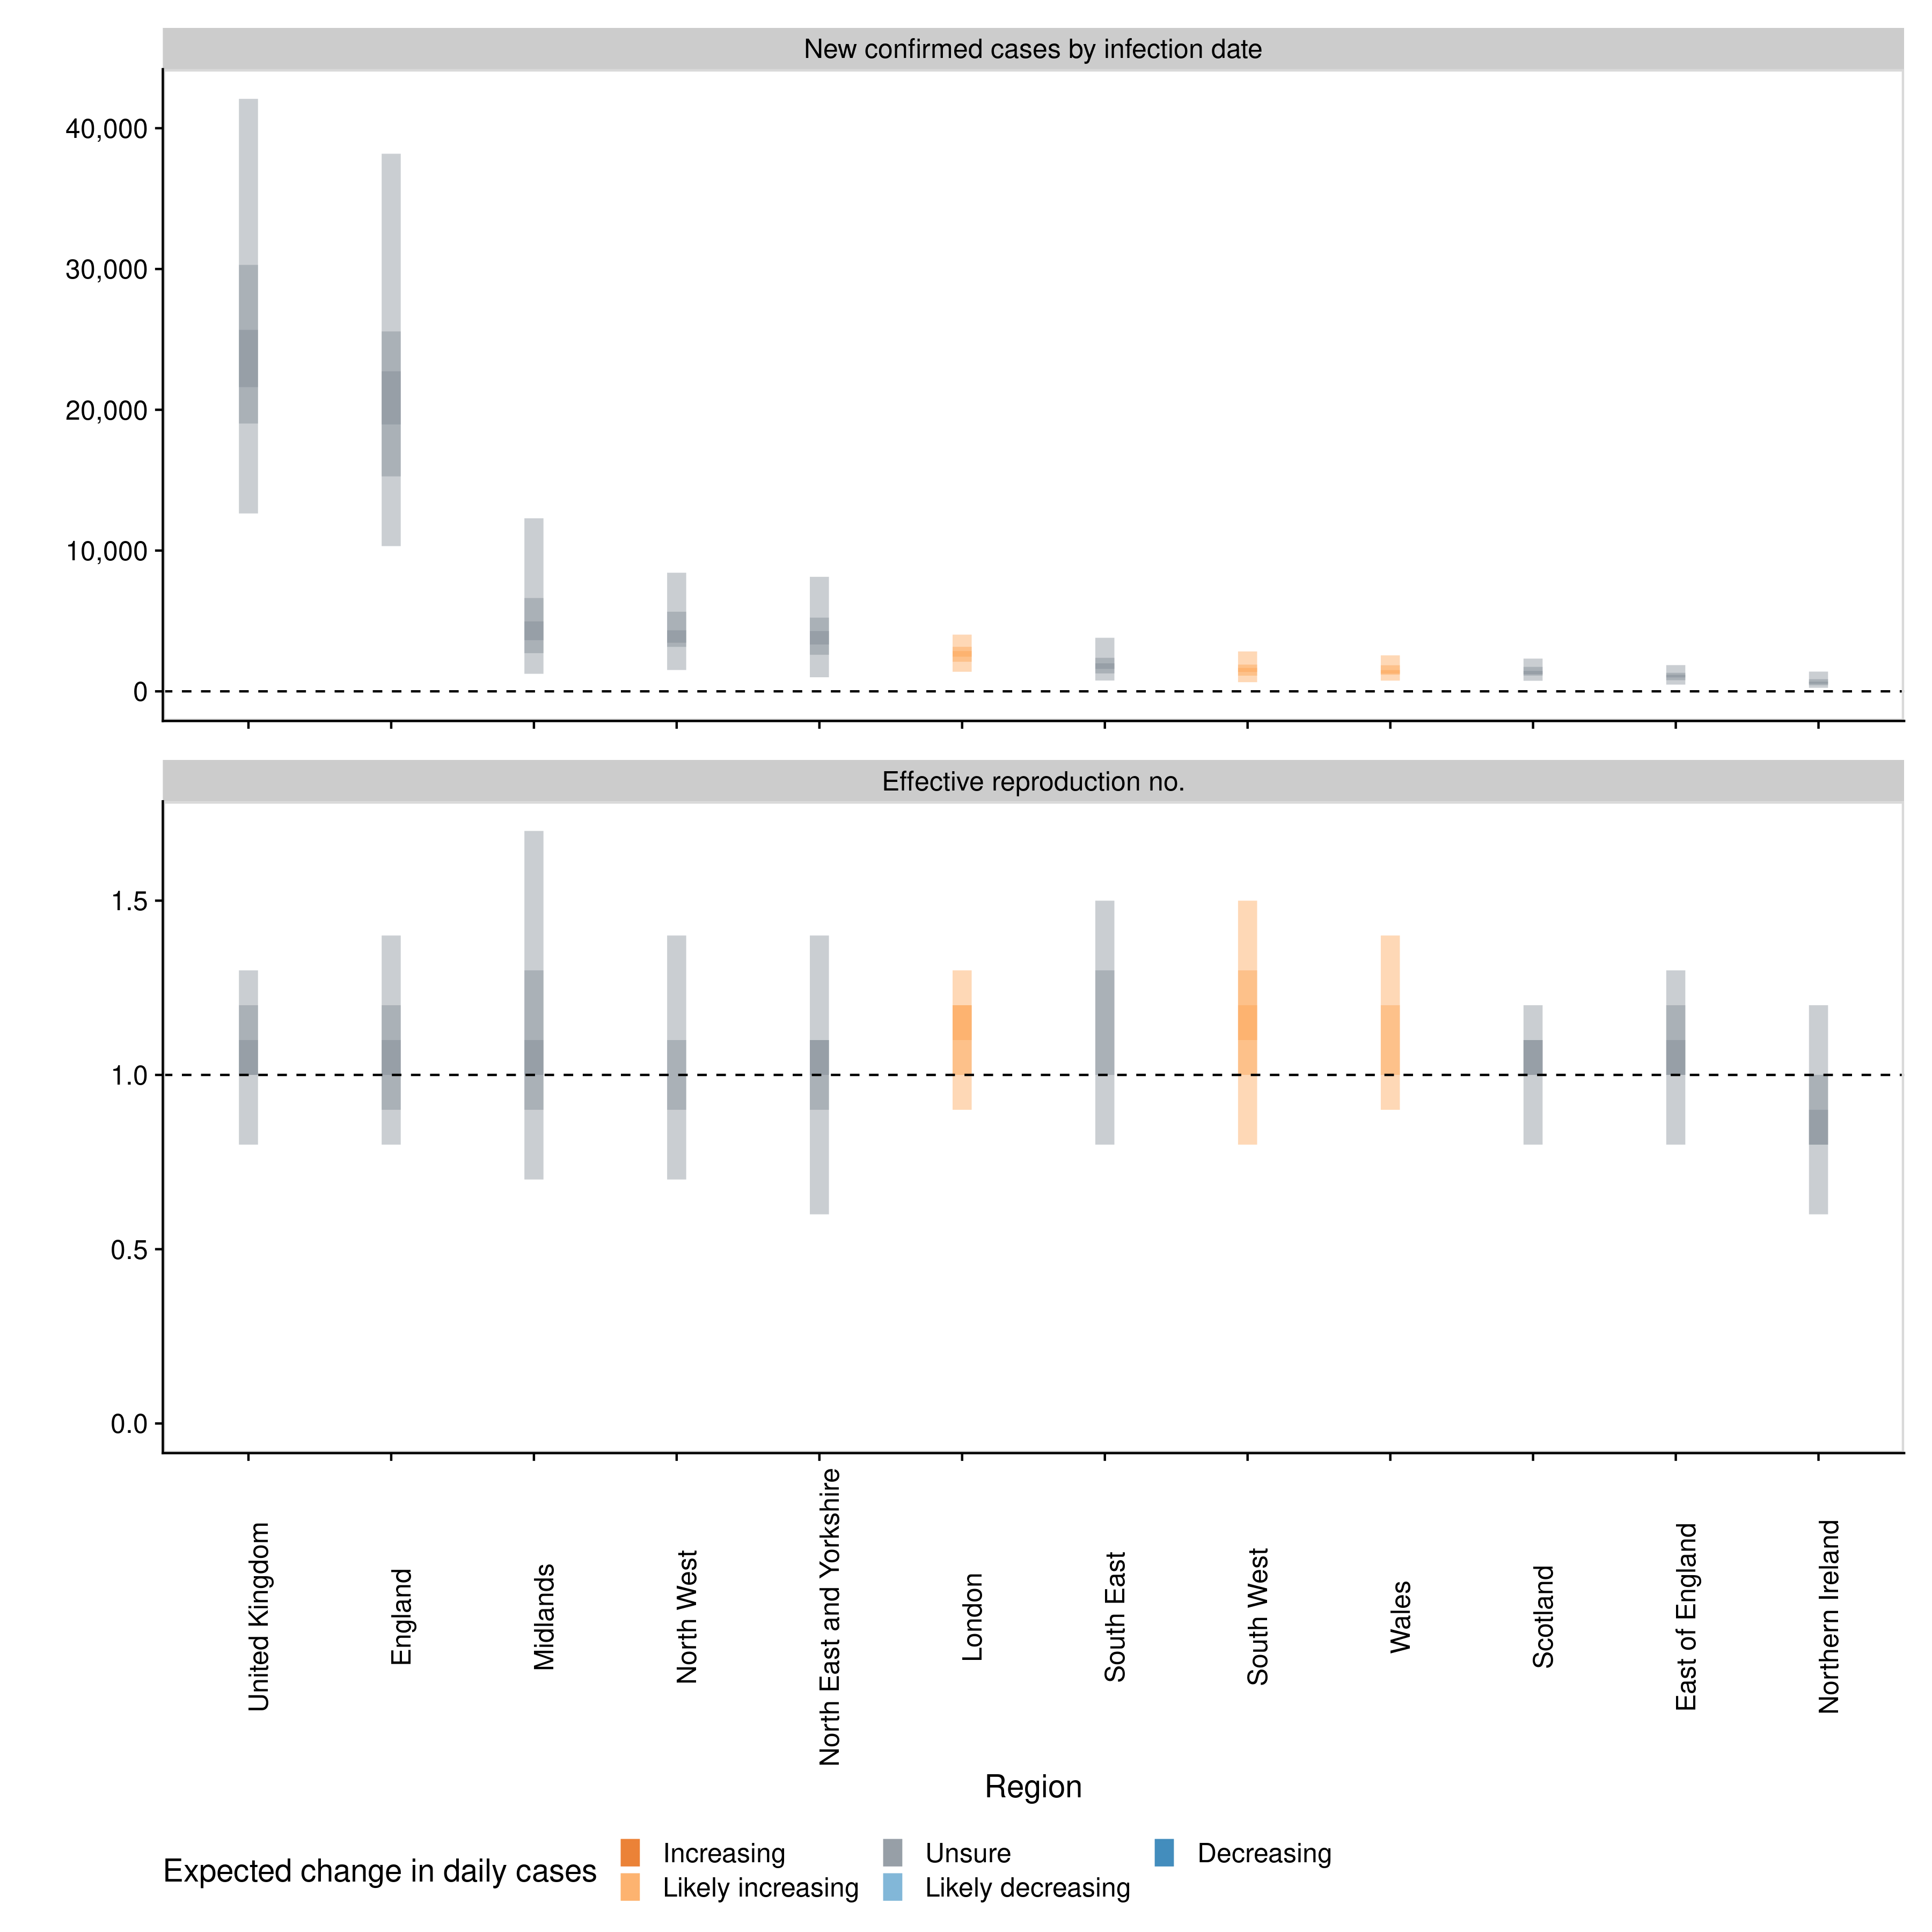 New confirmed cases by infection date
40,000
30,000
20,000
10,000
0
Effective reproduction no.
1.5
1.0
0.5
0.0
United Kingdom
England
Midlands
North West
North East and Yorkshire
London
South East
South West
Wales
Scotland
East of England
Northern Ireland
Region
Expected change in daily cases
Increasing
Unsure
Decreasing
Likely increasing
Likely decreasing